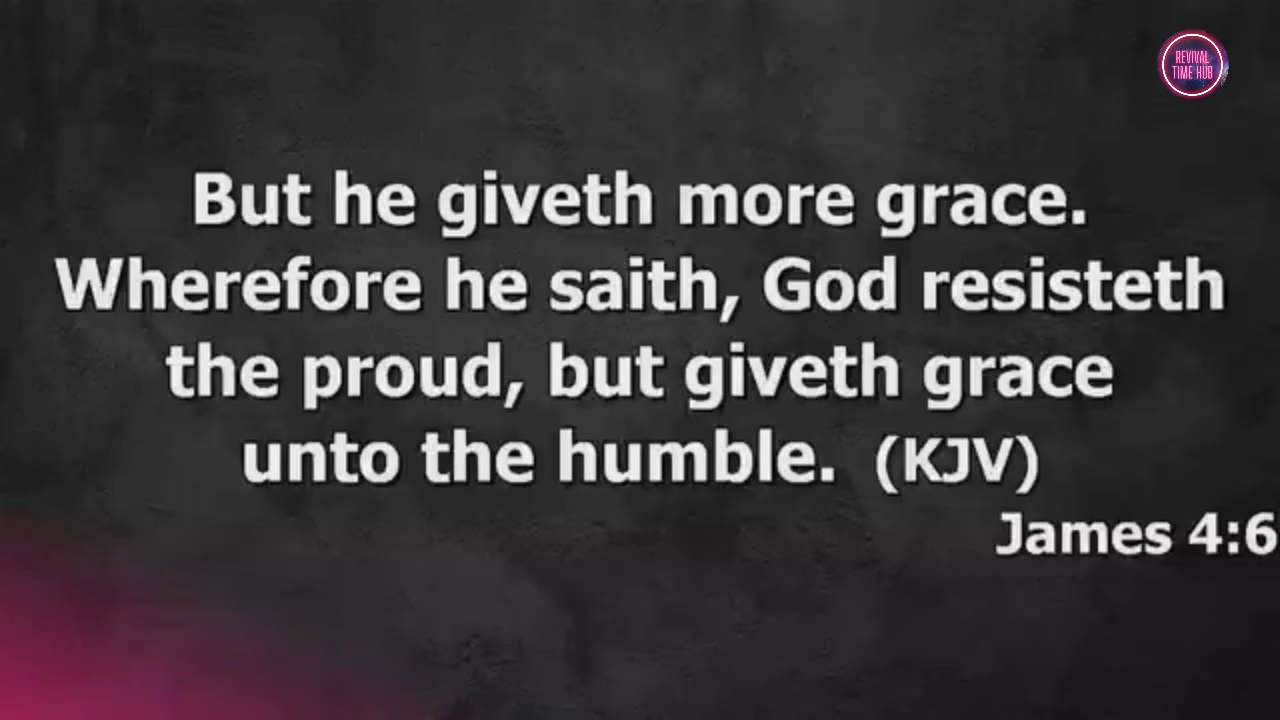 REVIVAL
TIME HUB
But he giveth more grace.
Wherefore he saith, God resisteth
the proud, but giveth grace
unto the humble. (KJV)
James 4:6